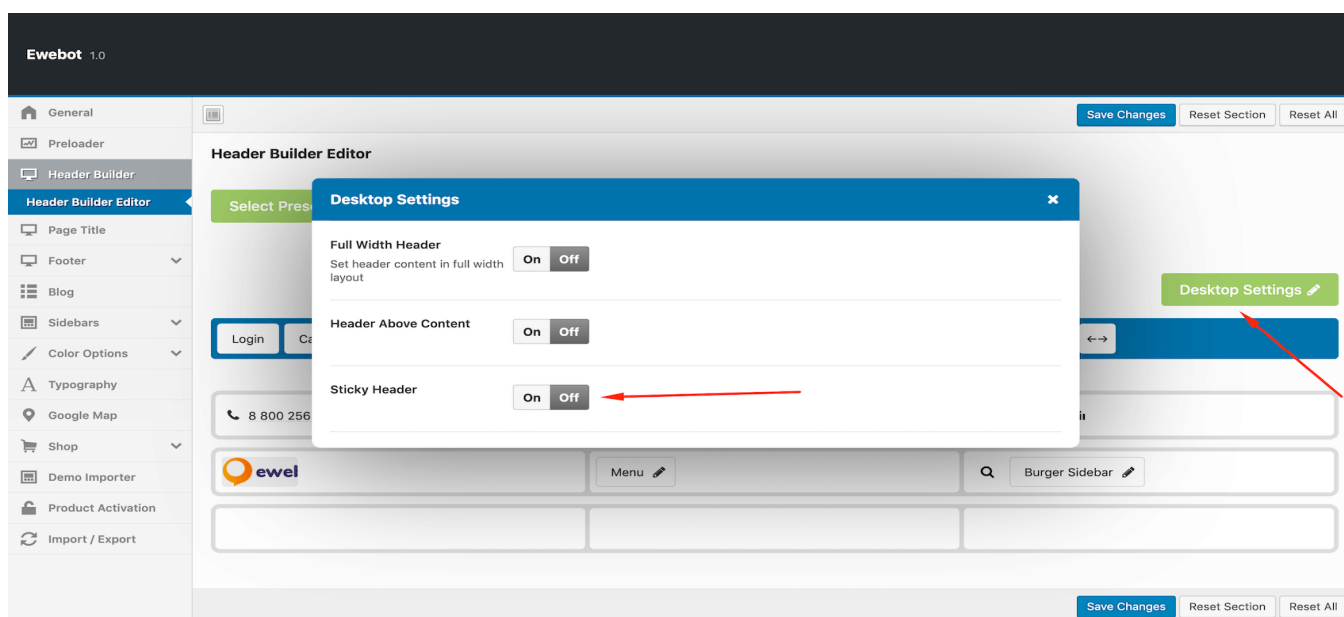 Ewebot 1.0
General
Preloader
Header Builder
Header Builder Editor
Page Title
Footer
Blog
Sidebars
Color Options
Typography
Google Map
Shop
Demo Importer
Product Activation
Import / Export
Save Changes Reset Section Reset All
Header Builder Editor
Select Pres
Desktop Settings
Full Width Header
Set header content in full width
layout
On Off
Header Above Content
On Off
Sticky Header
On Off
Desktop Settings
Login Ca
8 800 256
ewel
Menu
Burger Sidebar
Save Changes Reset Section Reset All